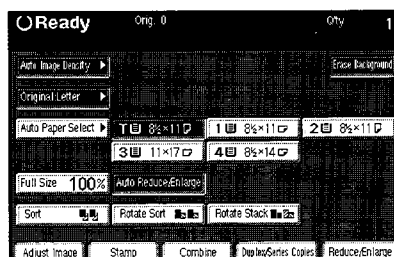 Ready Orig. 0 Qty. 1
Auto Image Density ▶ Erase Background
Original:Letter ▶
Auto Paper Select ▶ T 8½×11 1 8½×11 2 8½×11
3 11×17 4 8½×14
Full Size 100% Auto Reduce/Enlarge
Sort Rotate Sort Rotate Stack
Adjust Image Stamp Combine Duplex/Series Copies Reduce/Enlarge